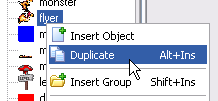 monster
flyer
Insert Object
Duplicate Alt+Ins
Insert Group Shift+Ins